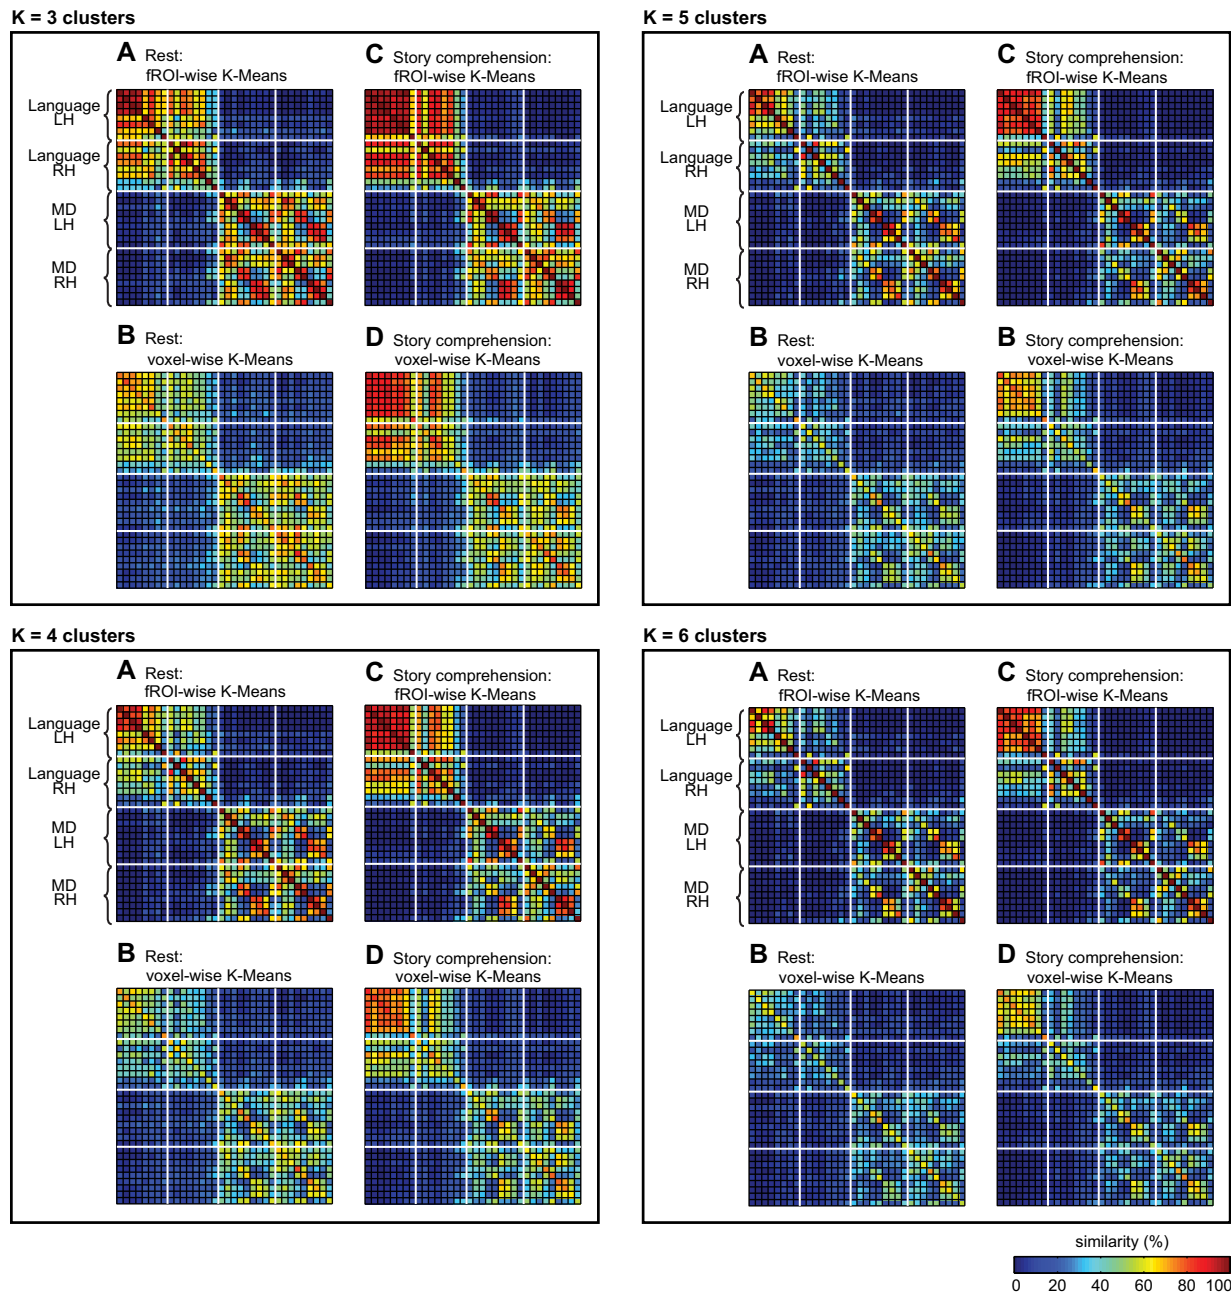 K = 3 clusters
A Rest:
fROI-wise K-Means
C Story comprehension:
fROI-wise K-Means
Language
LH
Language
RH
MD
LH
MD
RH
B Rest:
voxel-wise K-Means
D Story comprehension:
voxel-wise K-Means
K = 5 clusters
A Rest:
fROI-wise K-Means
C Story comprehension:
fROI-wise K-Means
Language
LH
Language
RH
MD
LH
MD
RH
B Rest:
voxel-wise K-Means
B Story comprehension:
voxel-wise K-Means
K = 4 clusters
A Rest:
fROI-wise K-Means
C Story comprehension:
fROI-wise K-Means
Language
LH
Language
RH
MD
LH
MD
RH
B Rest:
voxel-wise K-Means
D Story comprehension:
voxel-wise K-Means
K = 6 clusters
A Rest:
fROI-wise K-Means
C Story comprehension:
fROI-wise K-Means
Language
LH
Language
RH
MD
LH
MD
RH
B Rest:
voxel-wise K-Means
D Story comprehension:
voxel-wise K-Means
similarity (%)
0 20 40 60 80 100